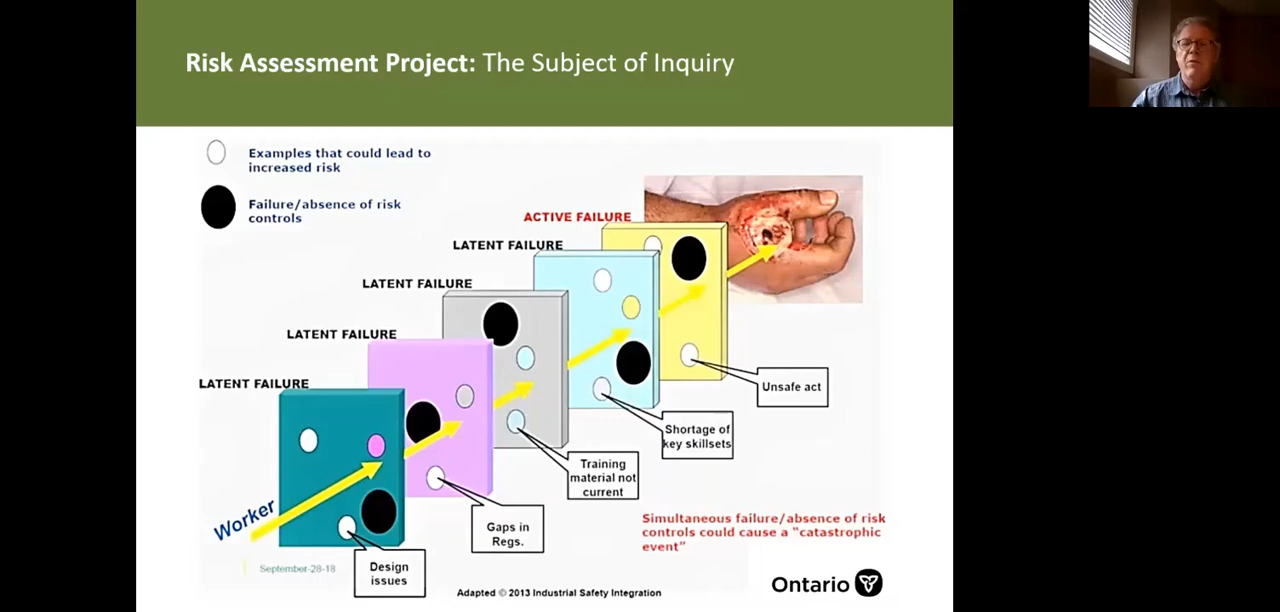 Risk Assessment Project: The Subject of Inquiry
Examples that could lead to
increased risk
Failure/absence of risk
controls
ACTIVE FAILURE
LATENT FAILURE
LATENT FAILURE
LATENT FAILURE
LATENT FAILURE
Unsafe act
Shortage of
key skillsets
Training
material not
current
Gaps in
Regs.
Design
issues
Worker
Simultaneous failure/absence of risk
controls could cause a "catastrophic
event"
September-28-18
Adapted © 2013 Industrial Safety Integration
Ontario